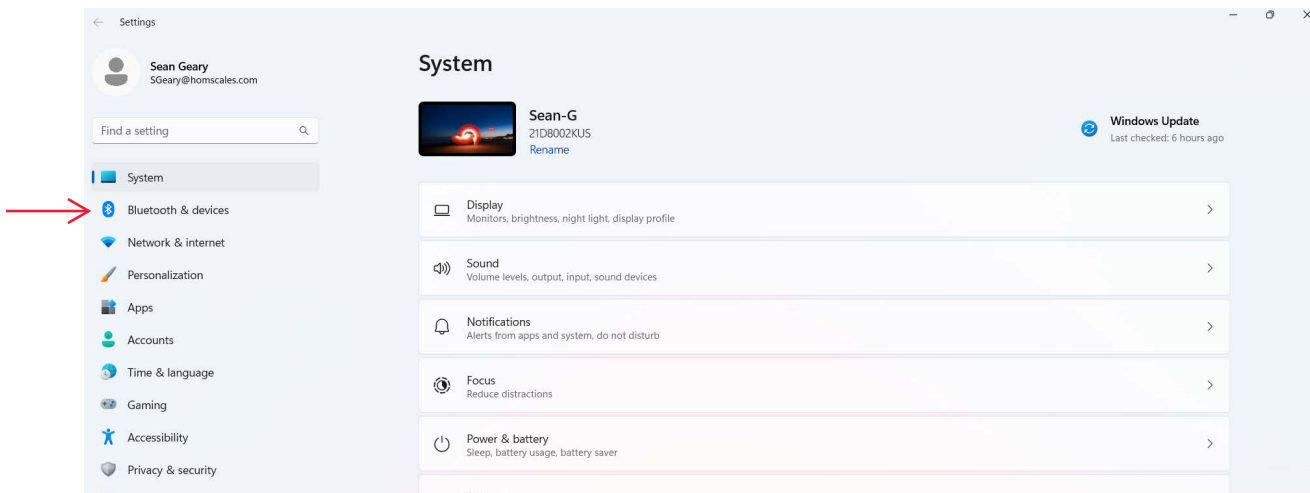 Settings
Sean Geary
SGeary@homscales.com
Find a setting
System
Bluetooth & devices
Network & internet
Personalization
Apps
Accounts
Time & language
Gaming
Accessibility
Privacy & security
System
Sean-G
21D8002KUS
Rename
Windows Update
Last checked: 6 hours ago
Display
Monitors, brightness, night light, display profile
Sound
Volume levels, output, input, sound devices
Notifications
Alerts from apps and system, do not disturb
Focus
Reduce distractions
Power & battery
Sleep, battery usage, battery saver